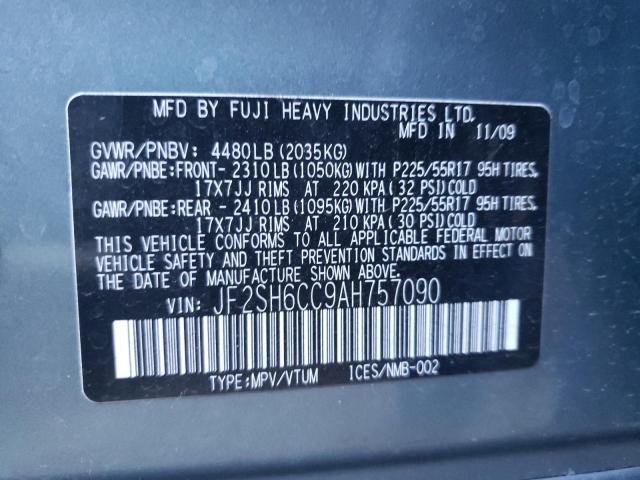 MFD BY FUJI HEAVY INDUSTRIES LTD.
MFD IN 11/09
GVWR/PNBV: 4480LB(2035KG)
GAWR/PNBE:FRONT- 2310LB(1050KG)WITH P225/55R17 95H TIRES,
17X7JJ RIMS AT 220 KPA(32 PSI)COLD
GAWR/PNBE:REAR - 2410LB(1095KG)WITH P225/55R17 95H TIRES,
17X7JJ RIMS AT 210 KPA(30 PSI)COLD
THIS VEHICLE CONFORMS TO ALL APPLICABLE FEDERAL MOTOR
VEHICLE SAFETY AND THEFT PREVENTION STANDARDS IN EFFECT ON
THE DATE OF MANUFACTURE SHOWN ABOVE.
VIN: JF2SH6CC9AH757090
TYPE:MPV/VTUM ICES/NMB-002